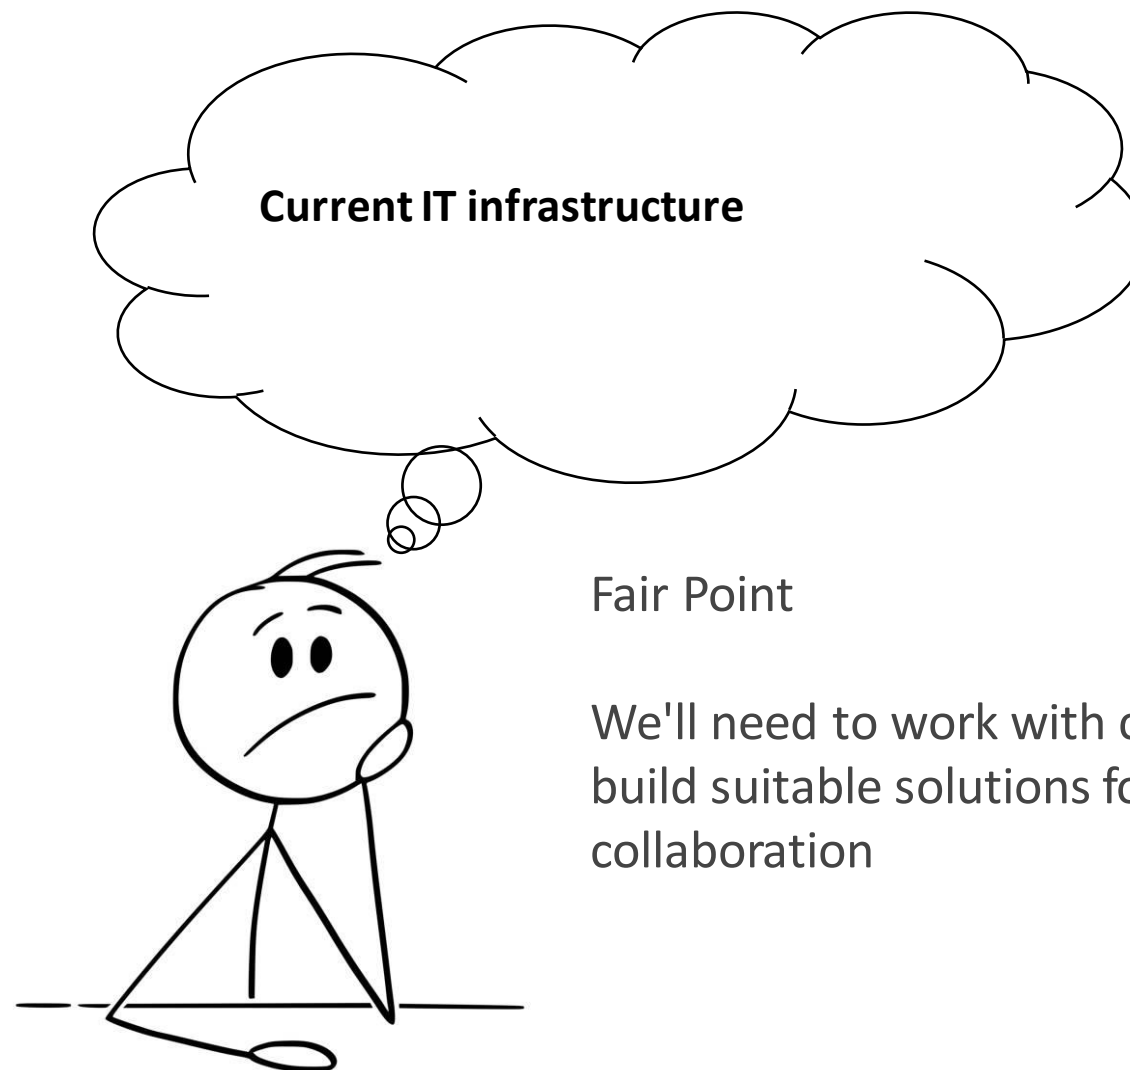 Current IT infrastructure
Fair Point
We'll need to work with
build suitable solutions
collaboration